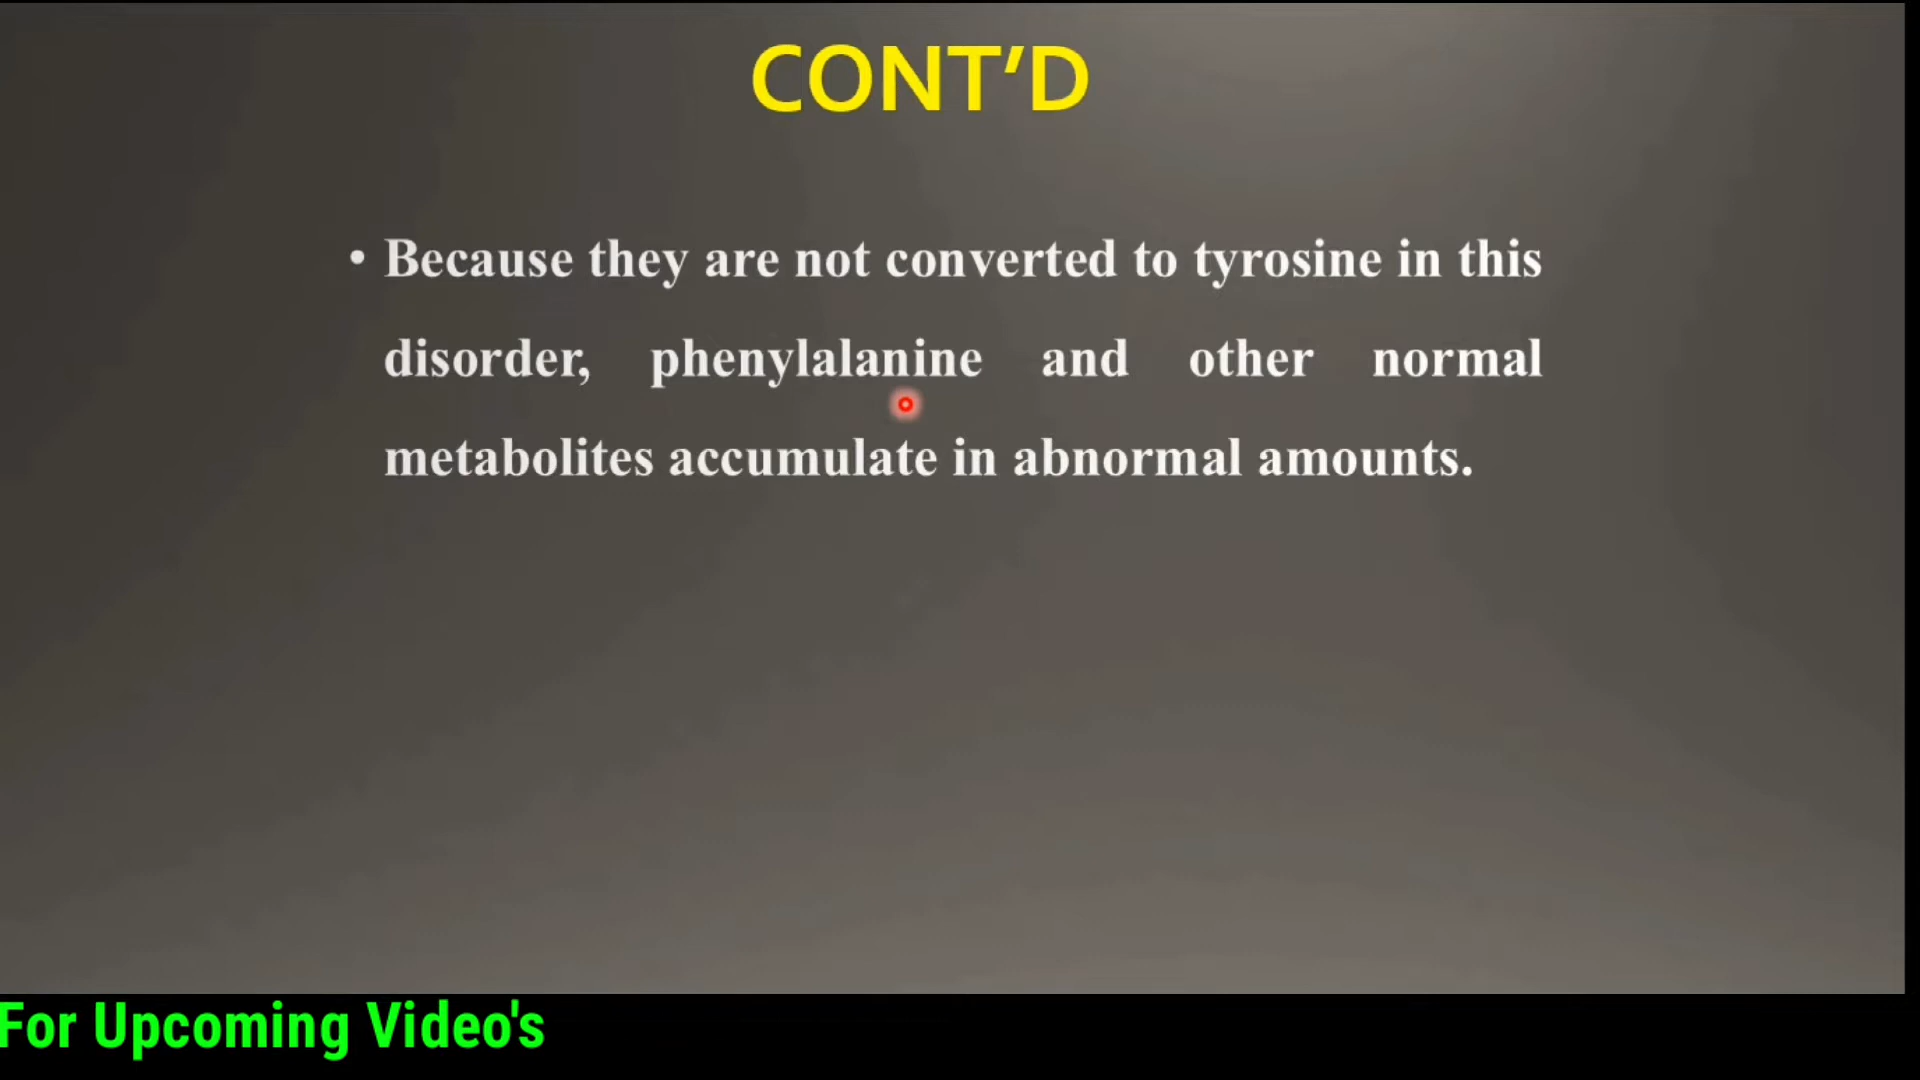 CONT’D
• Because they are not converted to tyrosine in this
disorder, phenylalanine and other normal
metabolites accumulate in abnormal amounts.
For Upcoming Video's